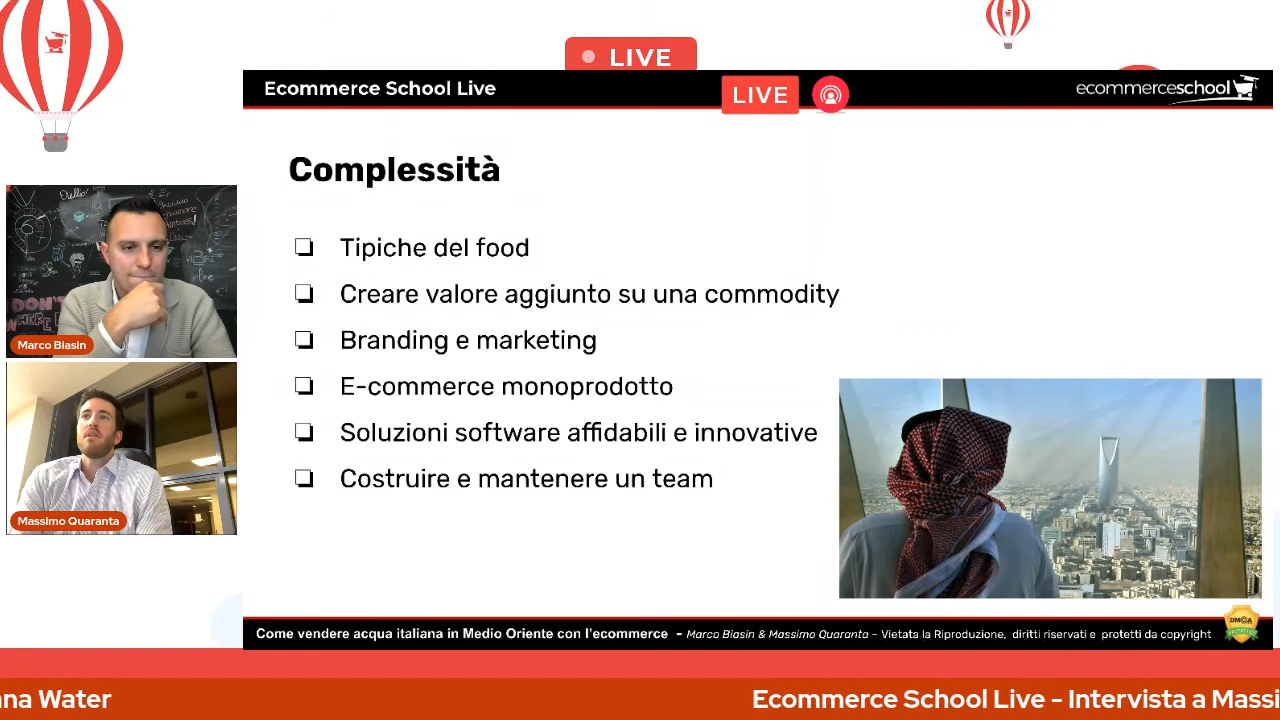 LIVE
Ecommerce School Live
LIVE
ecommerceschool
Complessità
Tipiche del food
Creare valore aggiunto su una commodity
Branding e marketing
E-commerce monoprodotto
Soluzioni software affidabili e innovative
Costruire e mantenere un team
Marco Biasin
Massimo Quaranta
Come vendere acqua italiana in Medio Oriente con l'ecommerce - Marco Biasin & Massimo Quaranta - Vietata la Riproduzione, diritti riservati e protetti da copyright
DMCA
na Water Ecommerce School Live - Intervista a Massi